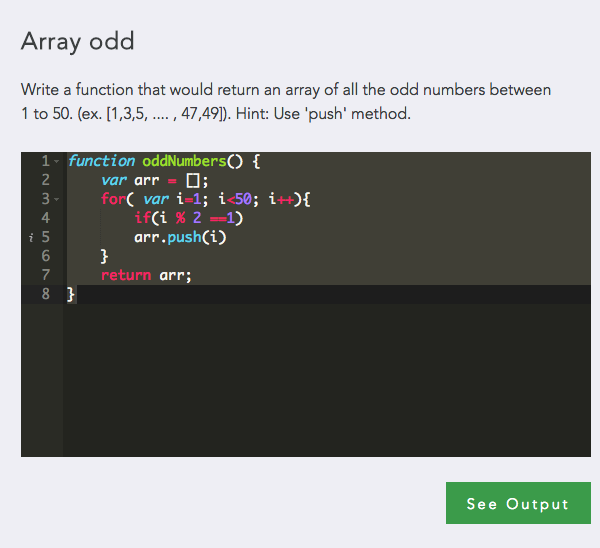 Array odd
Write a function that would return an array of all the odd numbers between
1 to 50. (ex. [1,3,5, .... , 47,49]). Hint: Use 'push' method.
1 function oddNumbers() {
2 var arr = [];
3 for( var i=1; i<50; i++){
4 if(i % 2 ==1)
i 5 arr.push(i)
6 }
7 return arr;
8 }
See Output